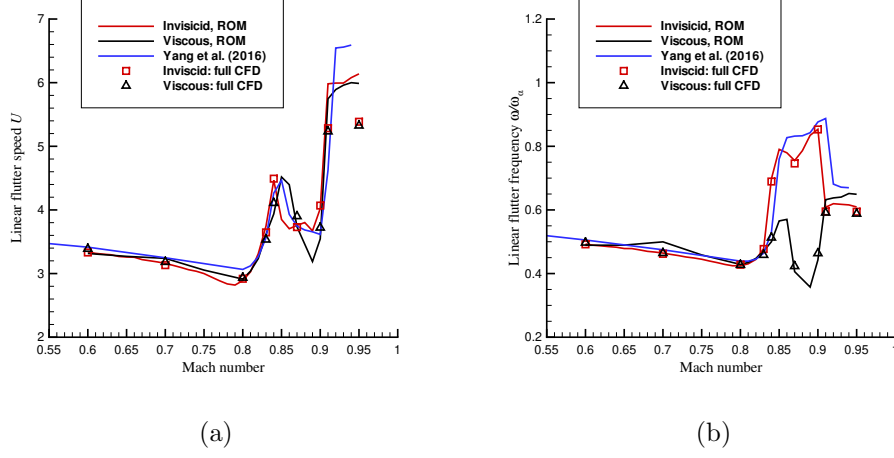 Invisicid, ROM
Viscous, ROM
Yang et al. (2016)
Inviscid: full CFD
Viscous: full CFD
Linear flutter speed U
7
6
5
4
3
2
0.55 0.6 0.65 0.7 0.75 0.8 0.85 0.9 0.95 1
Mach number
(a)
Invisicid, ROM
Viscous, ROM
Yang et al. (2016)
Inviscid: full CFD
Viscous: full CFD
Linear flutter frequency ω/ωα
1.2
1
0.8
0.6
0.4
0.2
0.55 0.6 0.65 0.7 0.75 0.8 0.85 0.9 0.95 1
Mach number
(b)